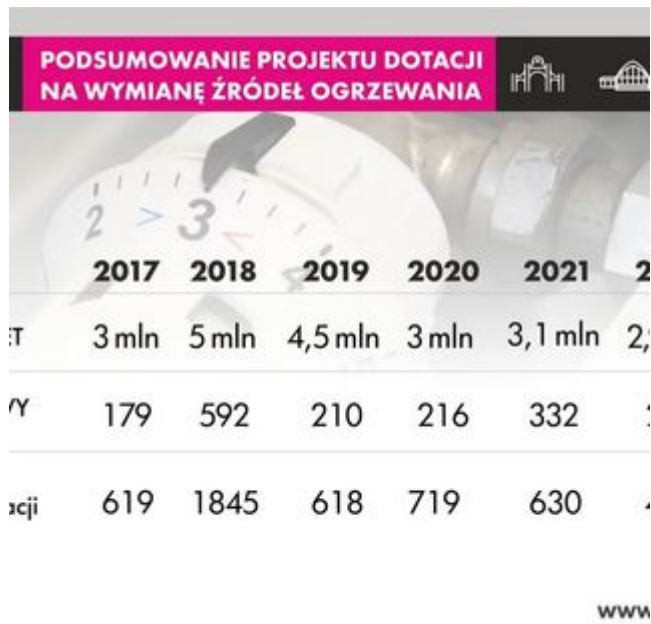 PODSUMOWANIE PROJEKTU DOTACJI
NA WYMIANĘ ŹRÓDEŁ OGRZEWANIA
2 > 3 < 4
2017 2018 2019 2020 2021
3 mln 5 mln 4,5 mln 3 mln 3,1 mln
179 592 210 216 332
619 1845 618 719 630
www